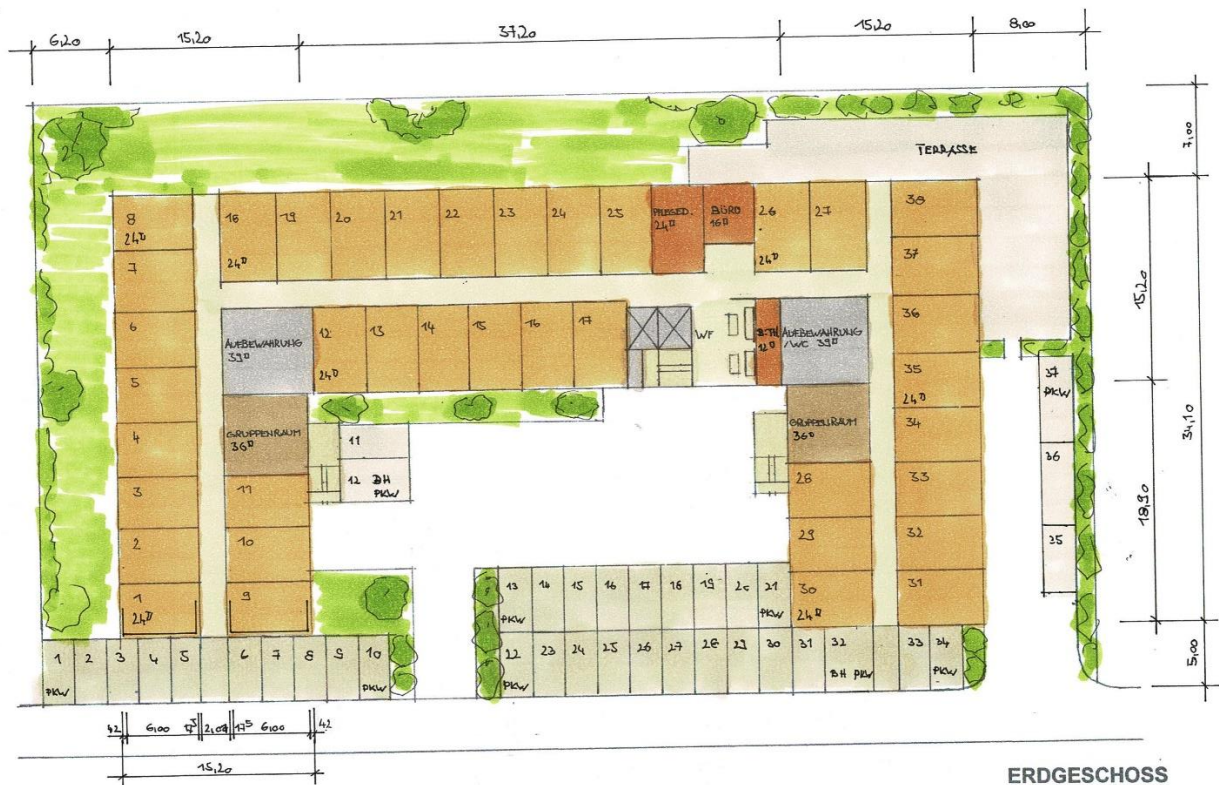 6,20 15,20 37,20 15,20 8,00
7,00
TERRASSE
8 18 19 20 21 22 23 24 25 BÜRO 26 27 38
24□ 24□ 24□ 16□ 24□
7 37
15,20
6 AUFBEWAHRUNG 12 13 14 15 16 17 WF AUFBEWAHRUNG 36
39□ 12□ /WC 39□
5 24□ 35 37
24□ PKW
34,10
4 GRUPPENRAUM 11 GRUPPENRAUM 34
36□ 36□
3 11 12 BH 28 33 36
PKW
18,90
2 10 29 32 35
1 9 13 14 15 16 17 18 19 20 21 30 31
24□ PKW PKW 24□
1 2 3 4 5 6 7 8 9 10 22 23 24 25 26 27 28 29 30 31 32 33 34
PKW PKW PKW BH PKW PKW
5,00
42 6,00 17⁵ 2,00 17⁵ 6,00 42
15,20
ERDGESCHOSS